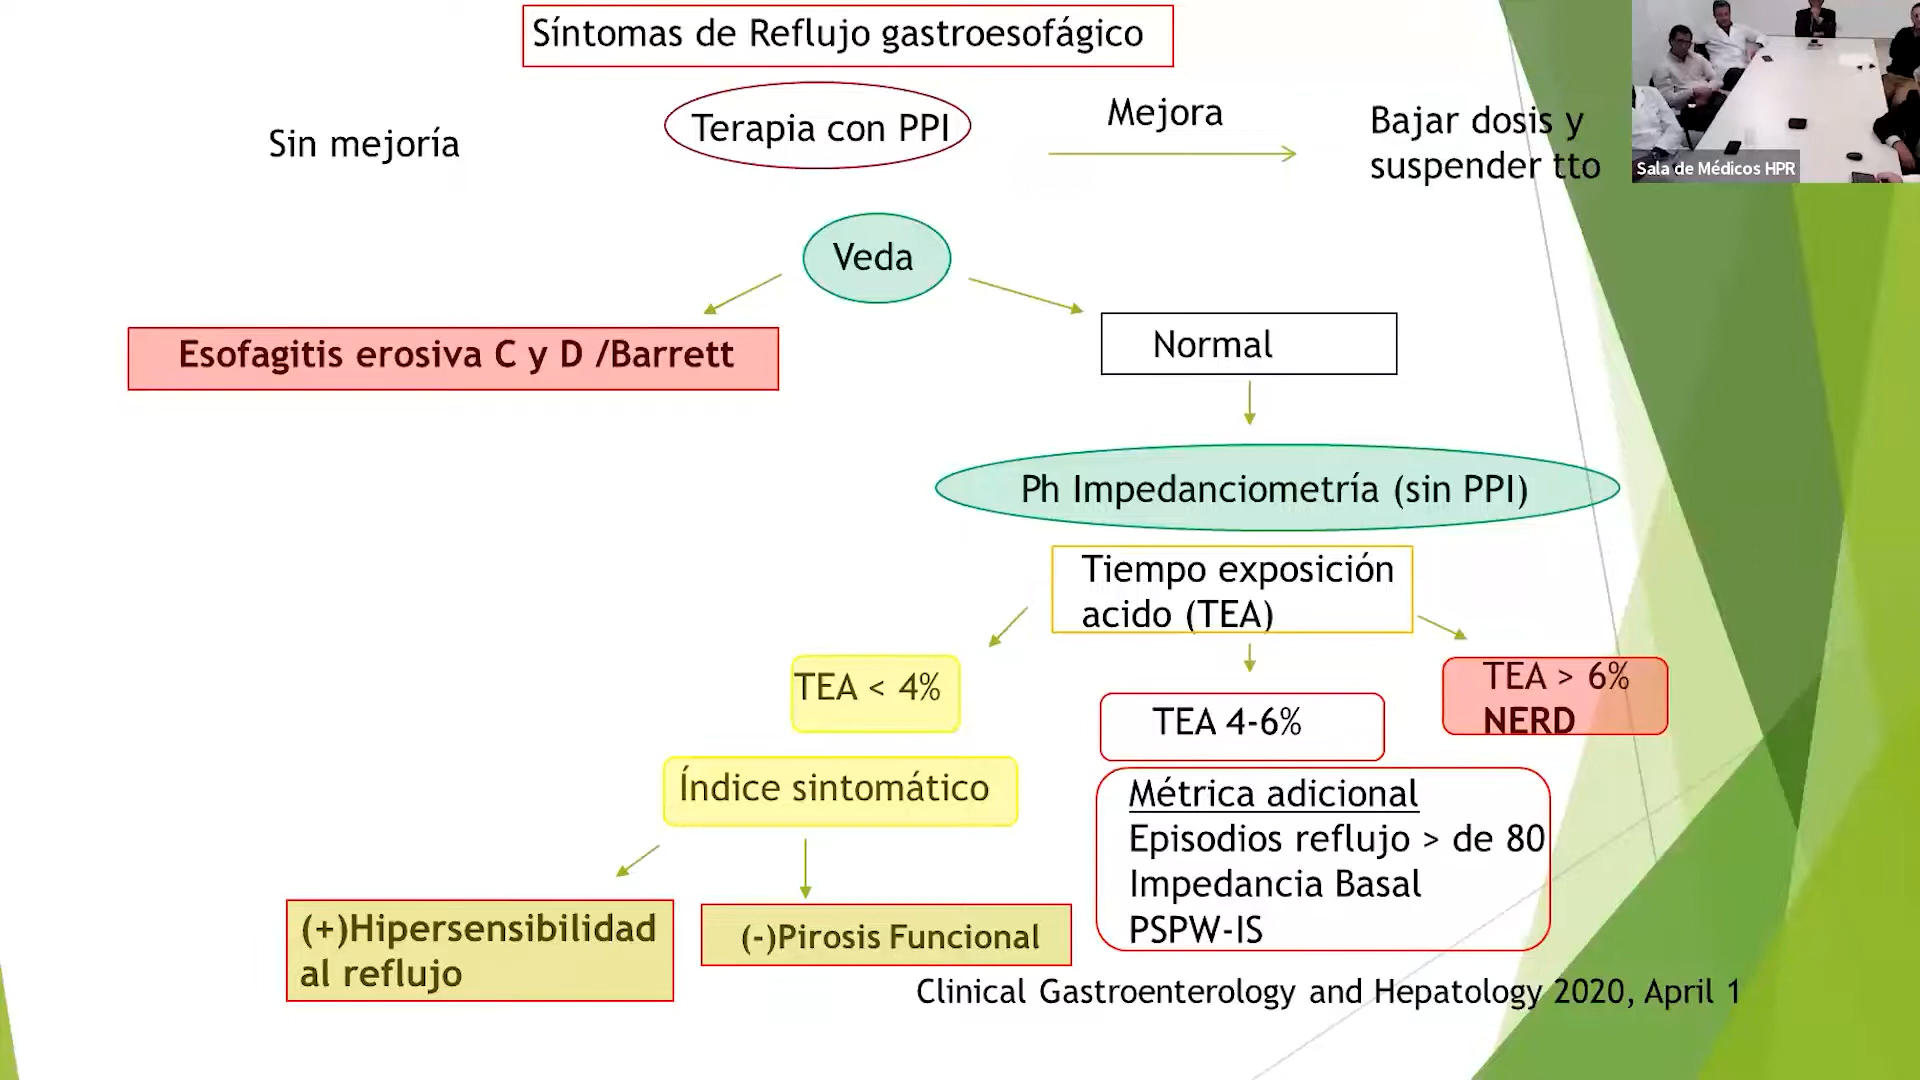 Síntomas de Reflujo gastroesofágico
Sin mejoría
Terapia con PPI
Mejora
Bajar dosis y
suspender tto
Sala de Médicos HPR
Veda
Esofagitis erosiva C y D /Barrett
Normal
Ph Impedanciometría (sin PPI)
Tiempo exposición
acido (TEA)
TEA < 4%
TEA 4-6%
TEA > 6%
NERD
Índice sintomático
Métrica adicional
Episodios reflujo > de 80
Impedancia Basal
PSPW-IS
(+)Hipersensibilidad
al reflujo
(-)Pirosis Funcional
Clinical Gastroenterology and Hepatology 2020, April 1